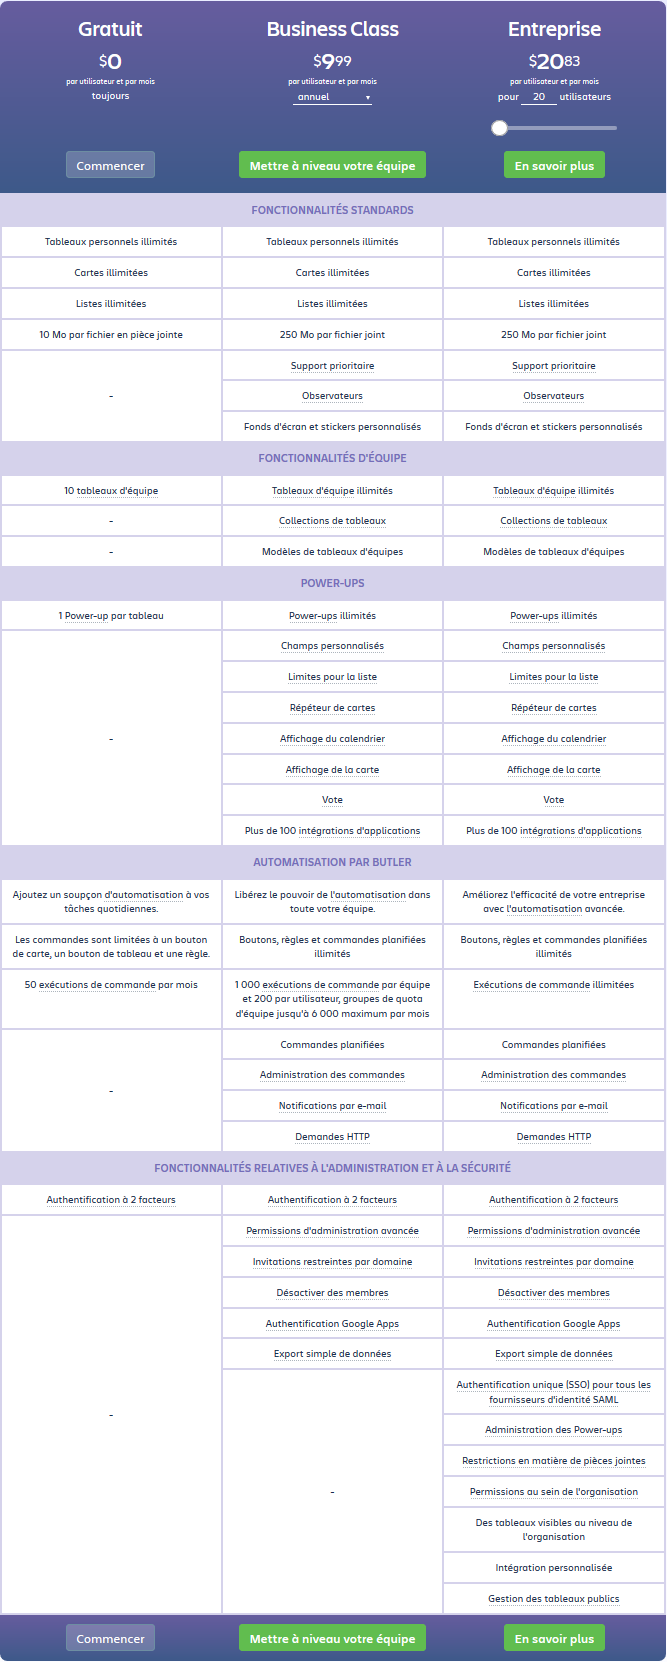 Gratuit Business Class Entreprise
$0 $999 $2083
par utilisateur et par mois par utilisateur et par mois par utilisateur et par mois
toujours annuel pour 20 utilisateurs
Commencer Mettre à niveau votre équipe En savoir plus
FONCTIONNALITÉS STANDARDS
Tableaux personnels illimités Tableaux personnels illimités Tableaux personnels illimités
Cartes illimitées Cartes illimitées Cartes illimitées
Listes illimitées Listes illimitées Listes illimitées
10 Mo par fichier en pièce jointe 250 Mo par fichier joint 250 Mo par fichier joint
Support prioritaire Support prioritaire
- Observateurs Observateurs
Fonds d'écran et stickers personnalisés Fonds d'écran et stickers personnalisés
FONCTIONNALITÉS D'ÉQUIPE
10 tableaux d'équipe Tableaux d'équipe illimités Tableaux d'équipe illimités
- Collections de tableaux Collections de tableaux
- Modèles de tableaux d'équipes Modèles de tableaux d'équipes
POWER-UPS
1 Power-up par tableau Power-ups illimités Power-ups illimités
Champs personnalisés Champs personnalisés
Limites pour la liste Limites pour la liste
Répéteur de cartes Répéteur de cartes
- Affichage du calendrier Affichage du calendrier
Affichage de la carte Affichage de la carte
Vote Vote
Plus de 100 intégrations d'applications Plus de 100 intégrations d'applications
AUTOMATISATION PAR BUTLER
Ajoutez un soupçon d'automatisation à vos Libérez le pouvoir de l'automatisation dans Améliorez l'efficacité de votre entreprise
tâches quotidiennes. toute votre équipe. avec l'automatisation avancée.
Les commandes sont limitées à un bouton Boutons, règles et commandes planifiées Boutons, règles et commandes planifiées
de carte, un bouton de tableau et une règle. illimités illimités
50 exécutions de commande par mois 1 000 exécutions de commande par équipe Exécutions de commande illimitées
et 200 par utilisateur, groupes de quota
d'équipe jusqu'à 6 000 maximum par mois
Commandes planifiées Commandes planifiées
Administration des commandes Administration des commandes
-
Notifications par e-mail Notifications par e-mail
Demandes HTTP Demandes HTTP
FONCTIONNALITÉS RELATIVES À L'ADMINISTRATION ET À LA SÉCURITÉ
Authentification à 2 facteurs Authentification à 2 facteurs Authentification à 2 facteurs
Permissions d'administration avancée Permissions d'administration avancée
Invitations restreintes par domaine Invitations restreintes par domaine
Désactiver des membres Désactiver des membres
Authentification Google Apps Authentification Google Apps
Export simple de données Export simple de données
Authentification unique (SSO) pour tous les
fournisseurs d'identité SAML
-
Administration des Power-ups
Restrictions en matière de pièces jointes
- Permissions au sein de l'organisation
Des tableaux visibles au niveau de
l'organisation
Intégration personnalisée
Gestion des tableaux publics
Commencer Mettre à niveau votre équipe En savoir plus